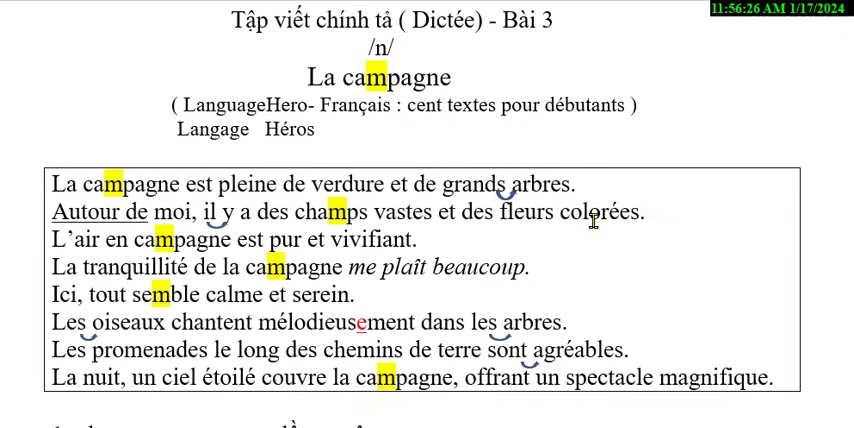 11:56:26 AM 1/17/2024
Tập viết chính tả ( Dictée) - Bài 3
/n/
La campagne
( LanguageHero- Français : cent textes pour débutants )
Langage Héros
La campagne est pleine de verdure et de grands arbres.
Autour de moi, il y a des champs vastes et des fleurs colorées.
L’air en campagne est pur et vivifiant.
La tranquillité de la campagne me plaît beaucoup.
Ici, tout semble calme et serein.
Les oiseaux chantent mélodieusement dans les arbres.
Les promenades le long des chemins de terre sont agréables.
La nuit, un ciel étoilé couvre la campagne, offrant un spectacle magnifique.